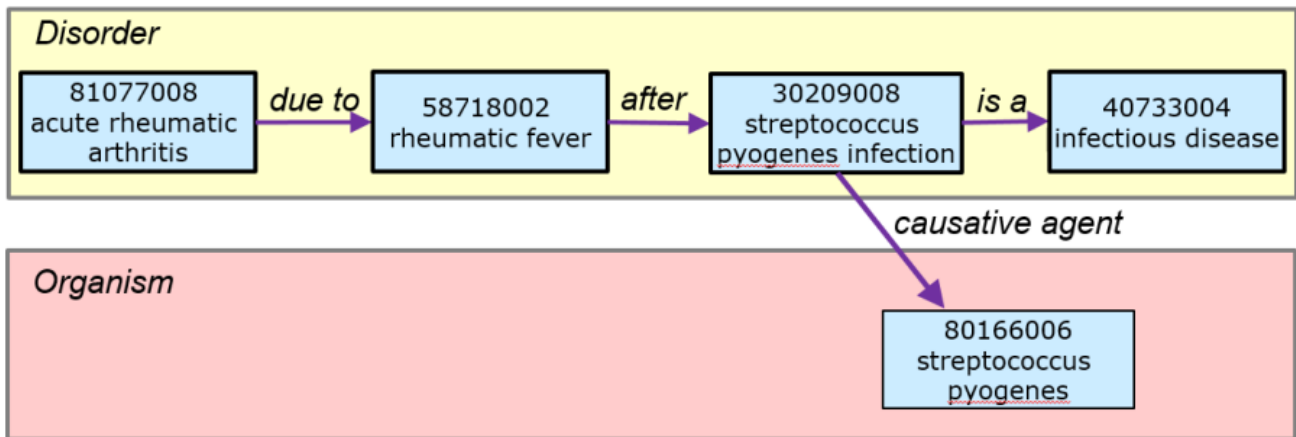 Disorder
81077008
acute rheumatic
arthritis
due to
58718002
rheumatic fever
after
30209008
streptococcus
pyogenes infection
is a
40733004
infectious disease
causative agent
Organism
80166006
streptococcus
pyogenes